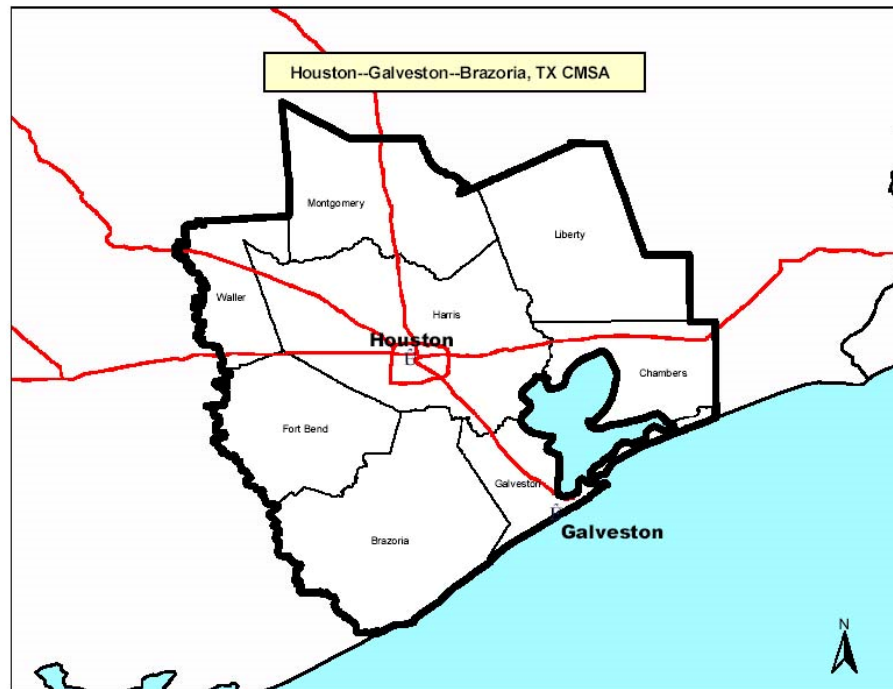 Houston--Galveston--Brazoria, TX CMSA
Montgomery
Liberty
Waller
Harris
Houston
Chambers
Fort Bend
Galveston
Brazoria
Galveston
N